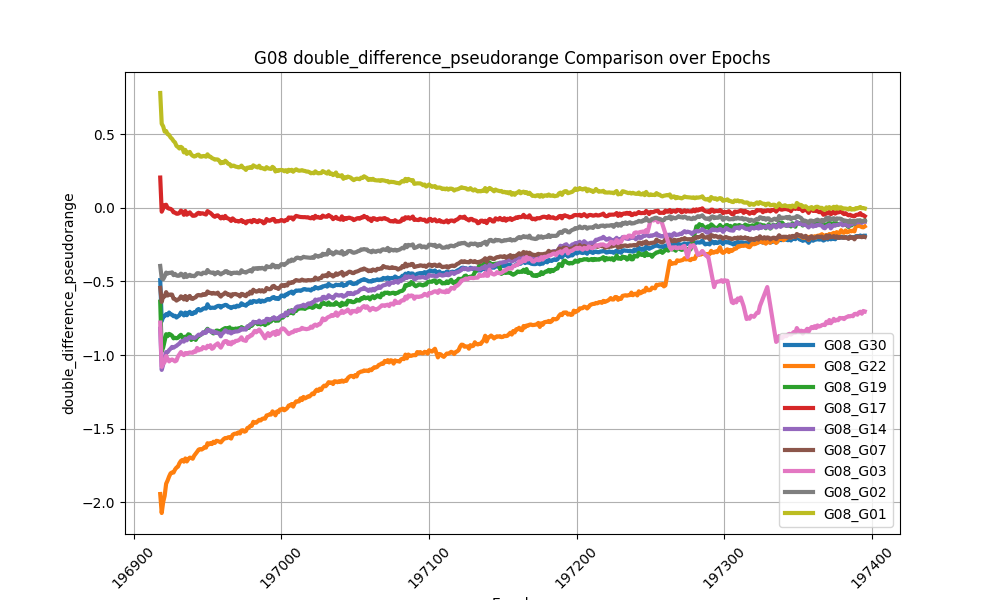 G08 double_difference_pseudorange Comparison over Epochs
double_difference_pseudorange
0.5
0.0
−0.5
−1.0
−1.5
−2.0
196900
197000
197100
197200
197300
197400
G08_G30
G08_G22
G08_G19
G08_G17
G08_G14
G08_G07
G08_G03
G08_G02
G08_G01